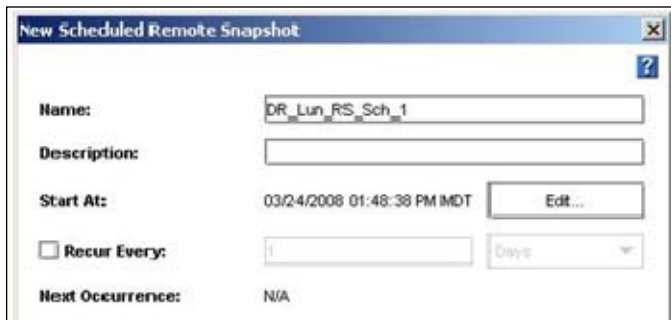 New Scheduled Remote Snapshot
?
Name: DR_Lun_RS_Sch_1
Description:
Start At: 03/24/2008 01:48:38 PM MDT Edit...
Recur Every: 1 Days
Next Occurrence: N/A